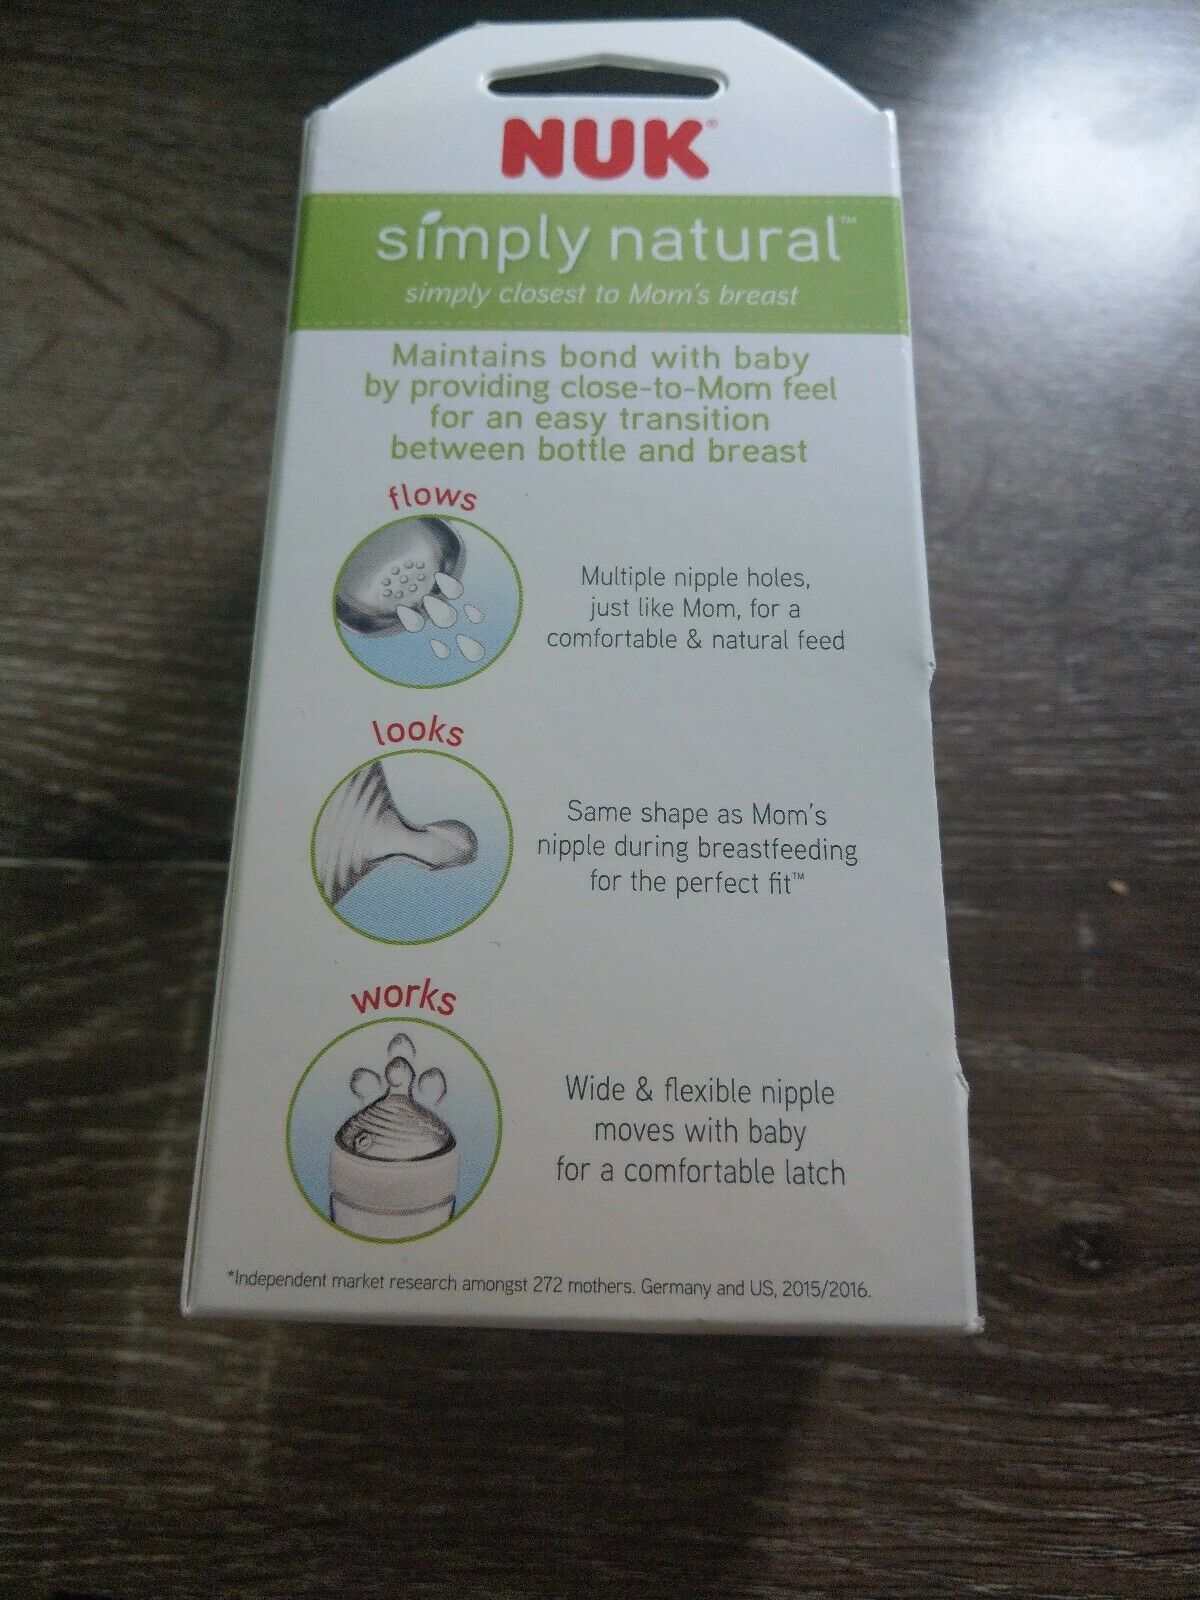 NUK®
simply natural™
simply closest to Mom's breast
Maintains bond with baby
by providing close-to-Mom feel
for an easy transition
between bottle and breast
flows
Multiple nipple holes,
just like Mom, for a
comfortable & natural feed
looks
Same shape as Mom's
nipple during breastfeeding
for the perfect fit™
works
Wide & flexible nipple
moves with baby
for a comfortable latch
*Independent market research amongst 272 mothers. Germany and US, 2015/2016.